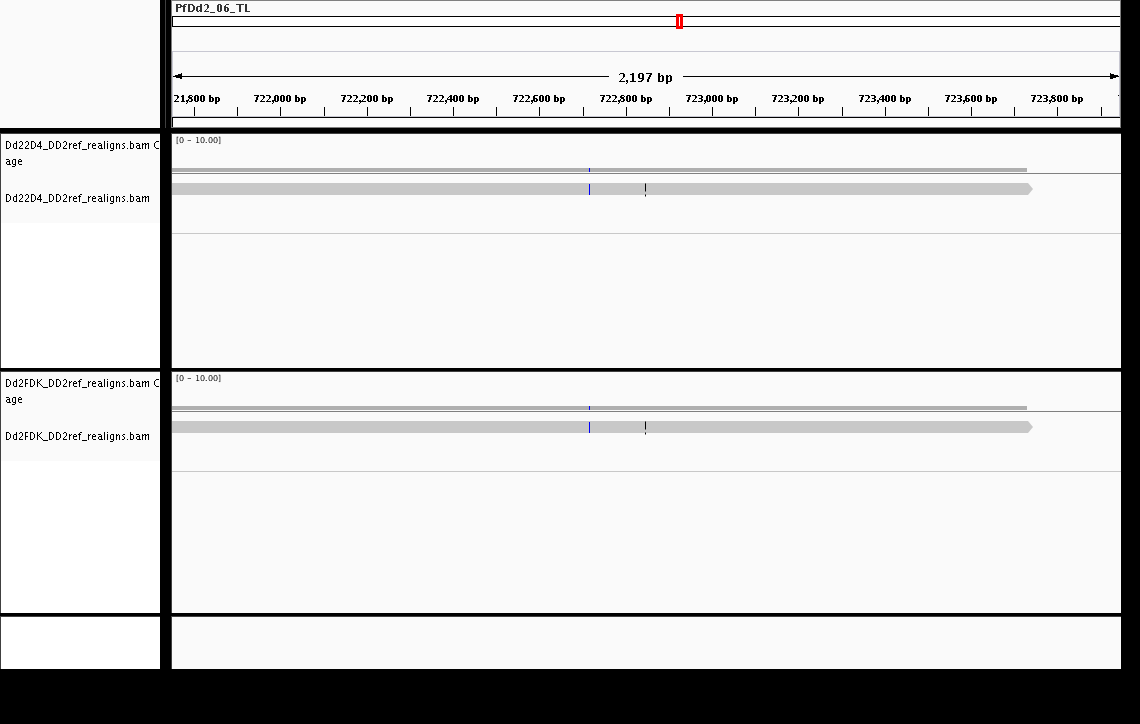 PfDd2_06_TL
2,197 bp
21,800 bp 722,000 bp 722,200 bp 722,400 bp 722,600 bp 722,800 bp 723,000 bp 723,200 bp 723,400 bp 723,600 bp 723,800 bp
Dd22D4_DD2ref_realigns.bam C
age
[0 - 10.00]
Dd22D4_DD2ref_realigns.bam
Dd2FDK_DD2ref_realigns.bam C
age
[0 - 10.00]
Dd2FDK_DD2ref_realigns.bam